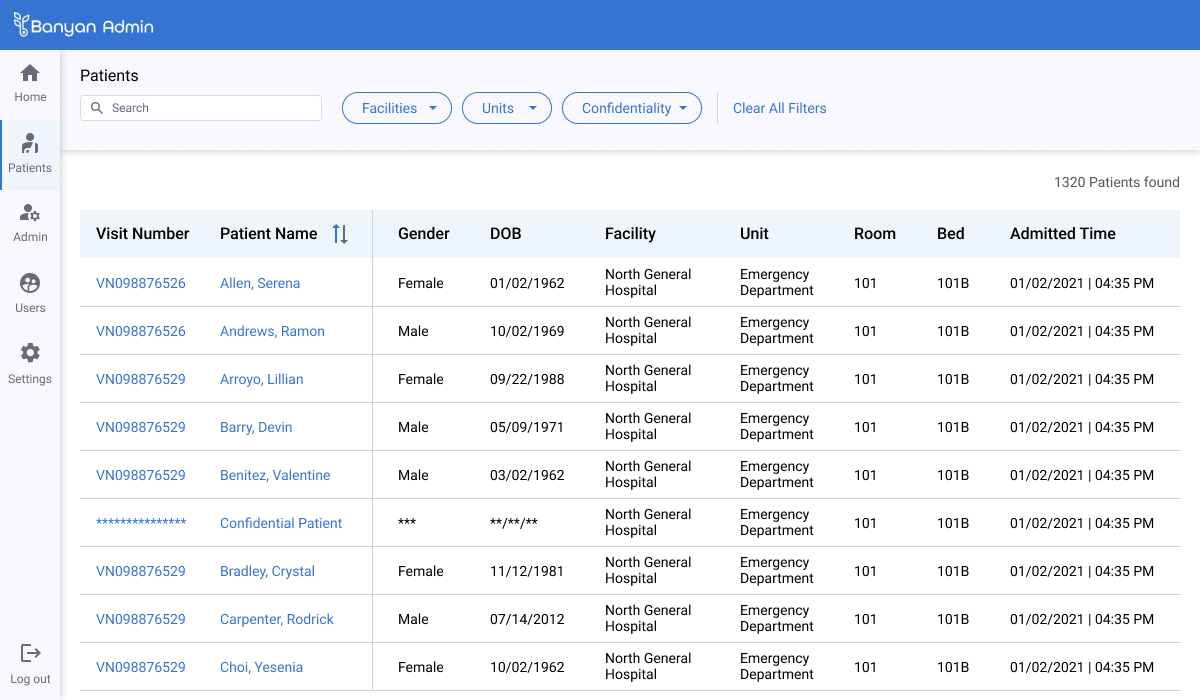 Banyan Admin
Home
Patients
Admin
Users
Settings
Log out
Patients
Search
Facilities Units Confidentiality Clear All Filters
1320 Patients found
Visit Number Patient Name Gender DOB Facility Unit Room Bed Admitted Time
VN098876526 Allen, Serena Female 01/02/1962 North General Hospital Emergency Department 101 101B 01/02/2021 | 04:35 PM
VN098876526 Andrews, Ramon Male 10/02/1969 North General Hospital Emergency Department 101 101B 01/02/2021 | 04:35 PM
VN098876529 Arroyo, Lillian Female 09/22/1988 North General Hospital Emergency Department 101 101B 01/02/2021 | 04:35 PM
VN098876529 Barry, Devin Male 05/09/1971 North General Hospital Emergency Department 101 101B 01/02/2021 | 04:35 PM
VN098876529 Benitez, Valentine Male 03/02/1962 North General Hospital Emergency Department 101 101B 01/02/2021 | 04:35 PM
*************** Confidential Patient *** **/**/** North General Hospital Emergency Department 101 101B 01/02/2021 | 04:35 PM
VN098876529 Bradley, Crystal Female 11/12/1981 North General Hospital Emergency Department 101 101B 01/02/2021 | 04:35 PM
VN098876529 Carpenter, Rodrick Male 07/14/2012 North General Hospital Emergency Department 101 101B 01/02/2021 | 04:35 PM
VN098876529 Choi, Yesenia Female 10/02/1962 North General Hospital Emergency Department 101 101B 01/02/2021 | 04:35 PM